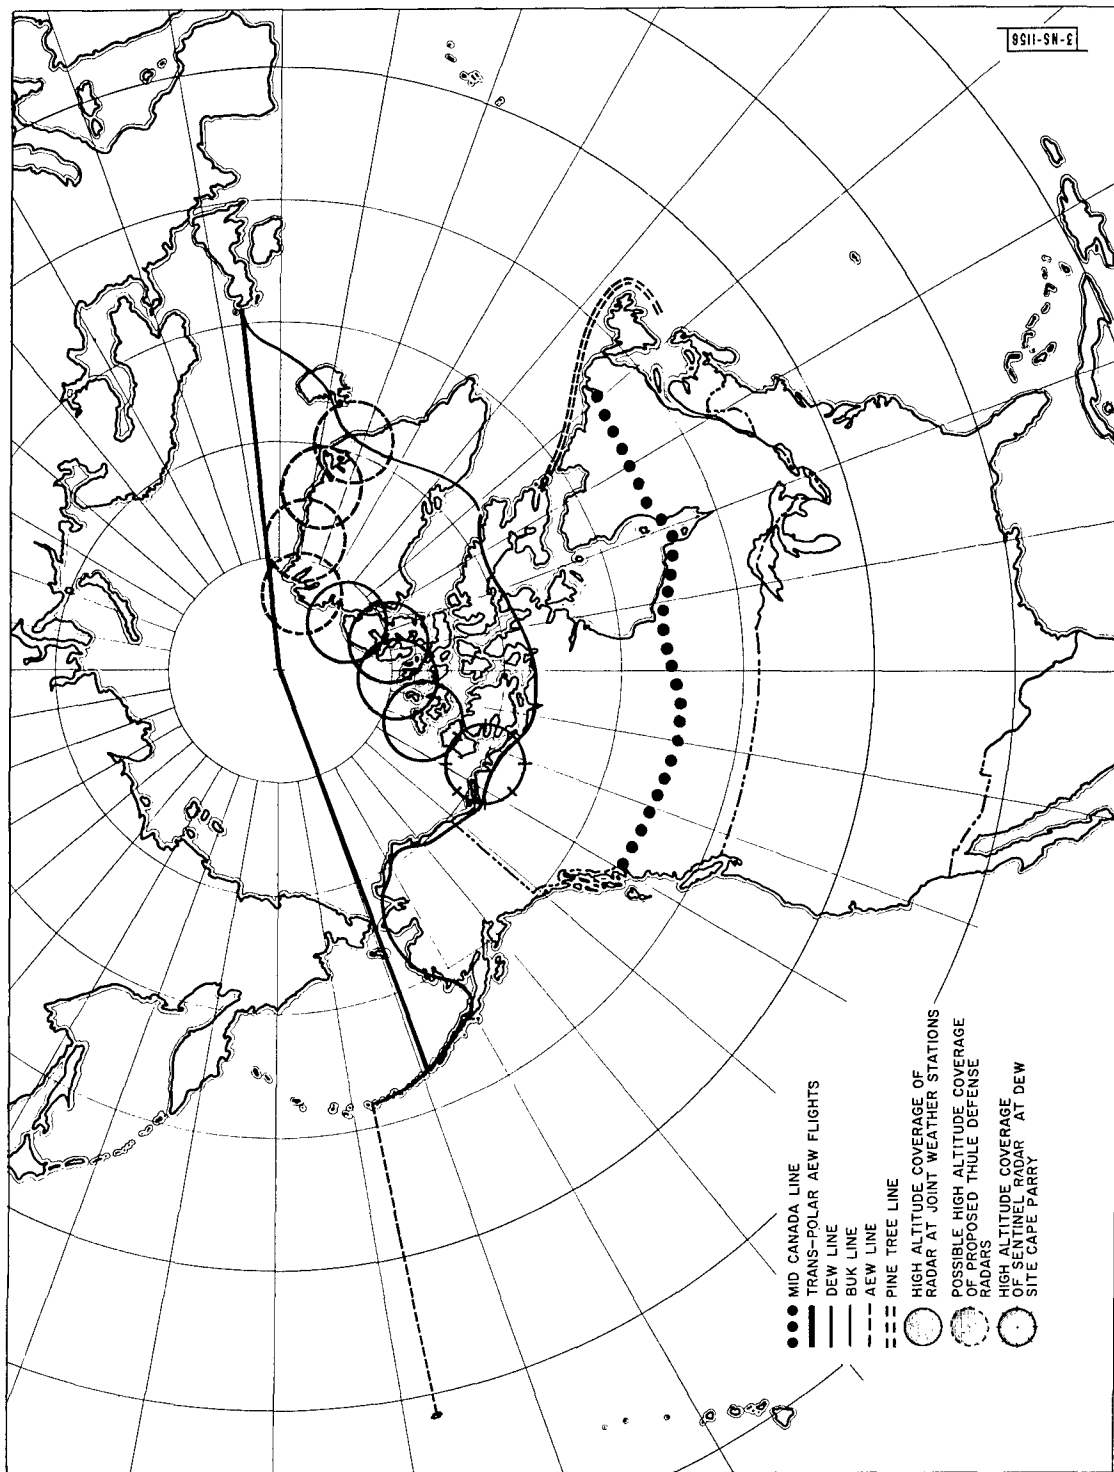 3-NS-1156
MID CANADA LINE
TRANS-POLAR AEW FLIGHTS
DEW LINE
BUK LINE
AEW LINE
PINE TREE LINE
HIGH ALTITUDE COVERAGE OF
RADAR AT JOINT WEATHER STATIONS
POSSIBLE HIGH ALTITUDE COVERAGE
OF PROPOSED THULE DEFENSE
RADARS
HIGH ALTITUDE COVERAGE
OF SENTINEL RADAR AT DEW
SITE CAPE PARRY